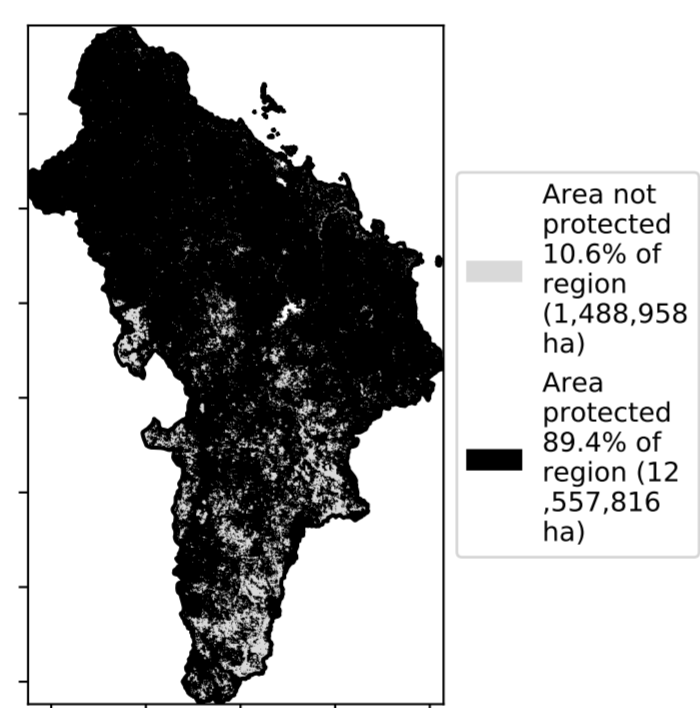 Area not
protected
10.6% of
region
(1,488,958
ha)
Area
protected
89.4% of
region (12
,557,816
ha)